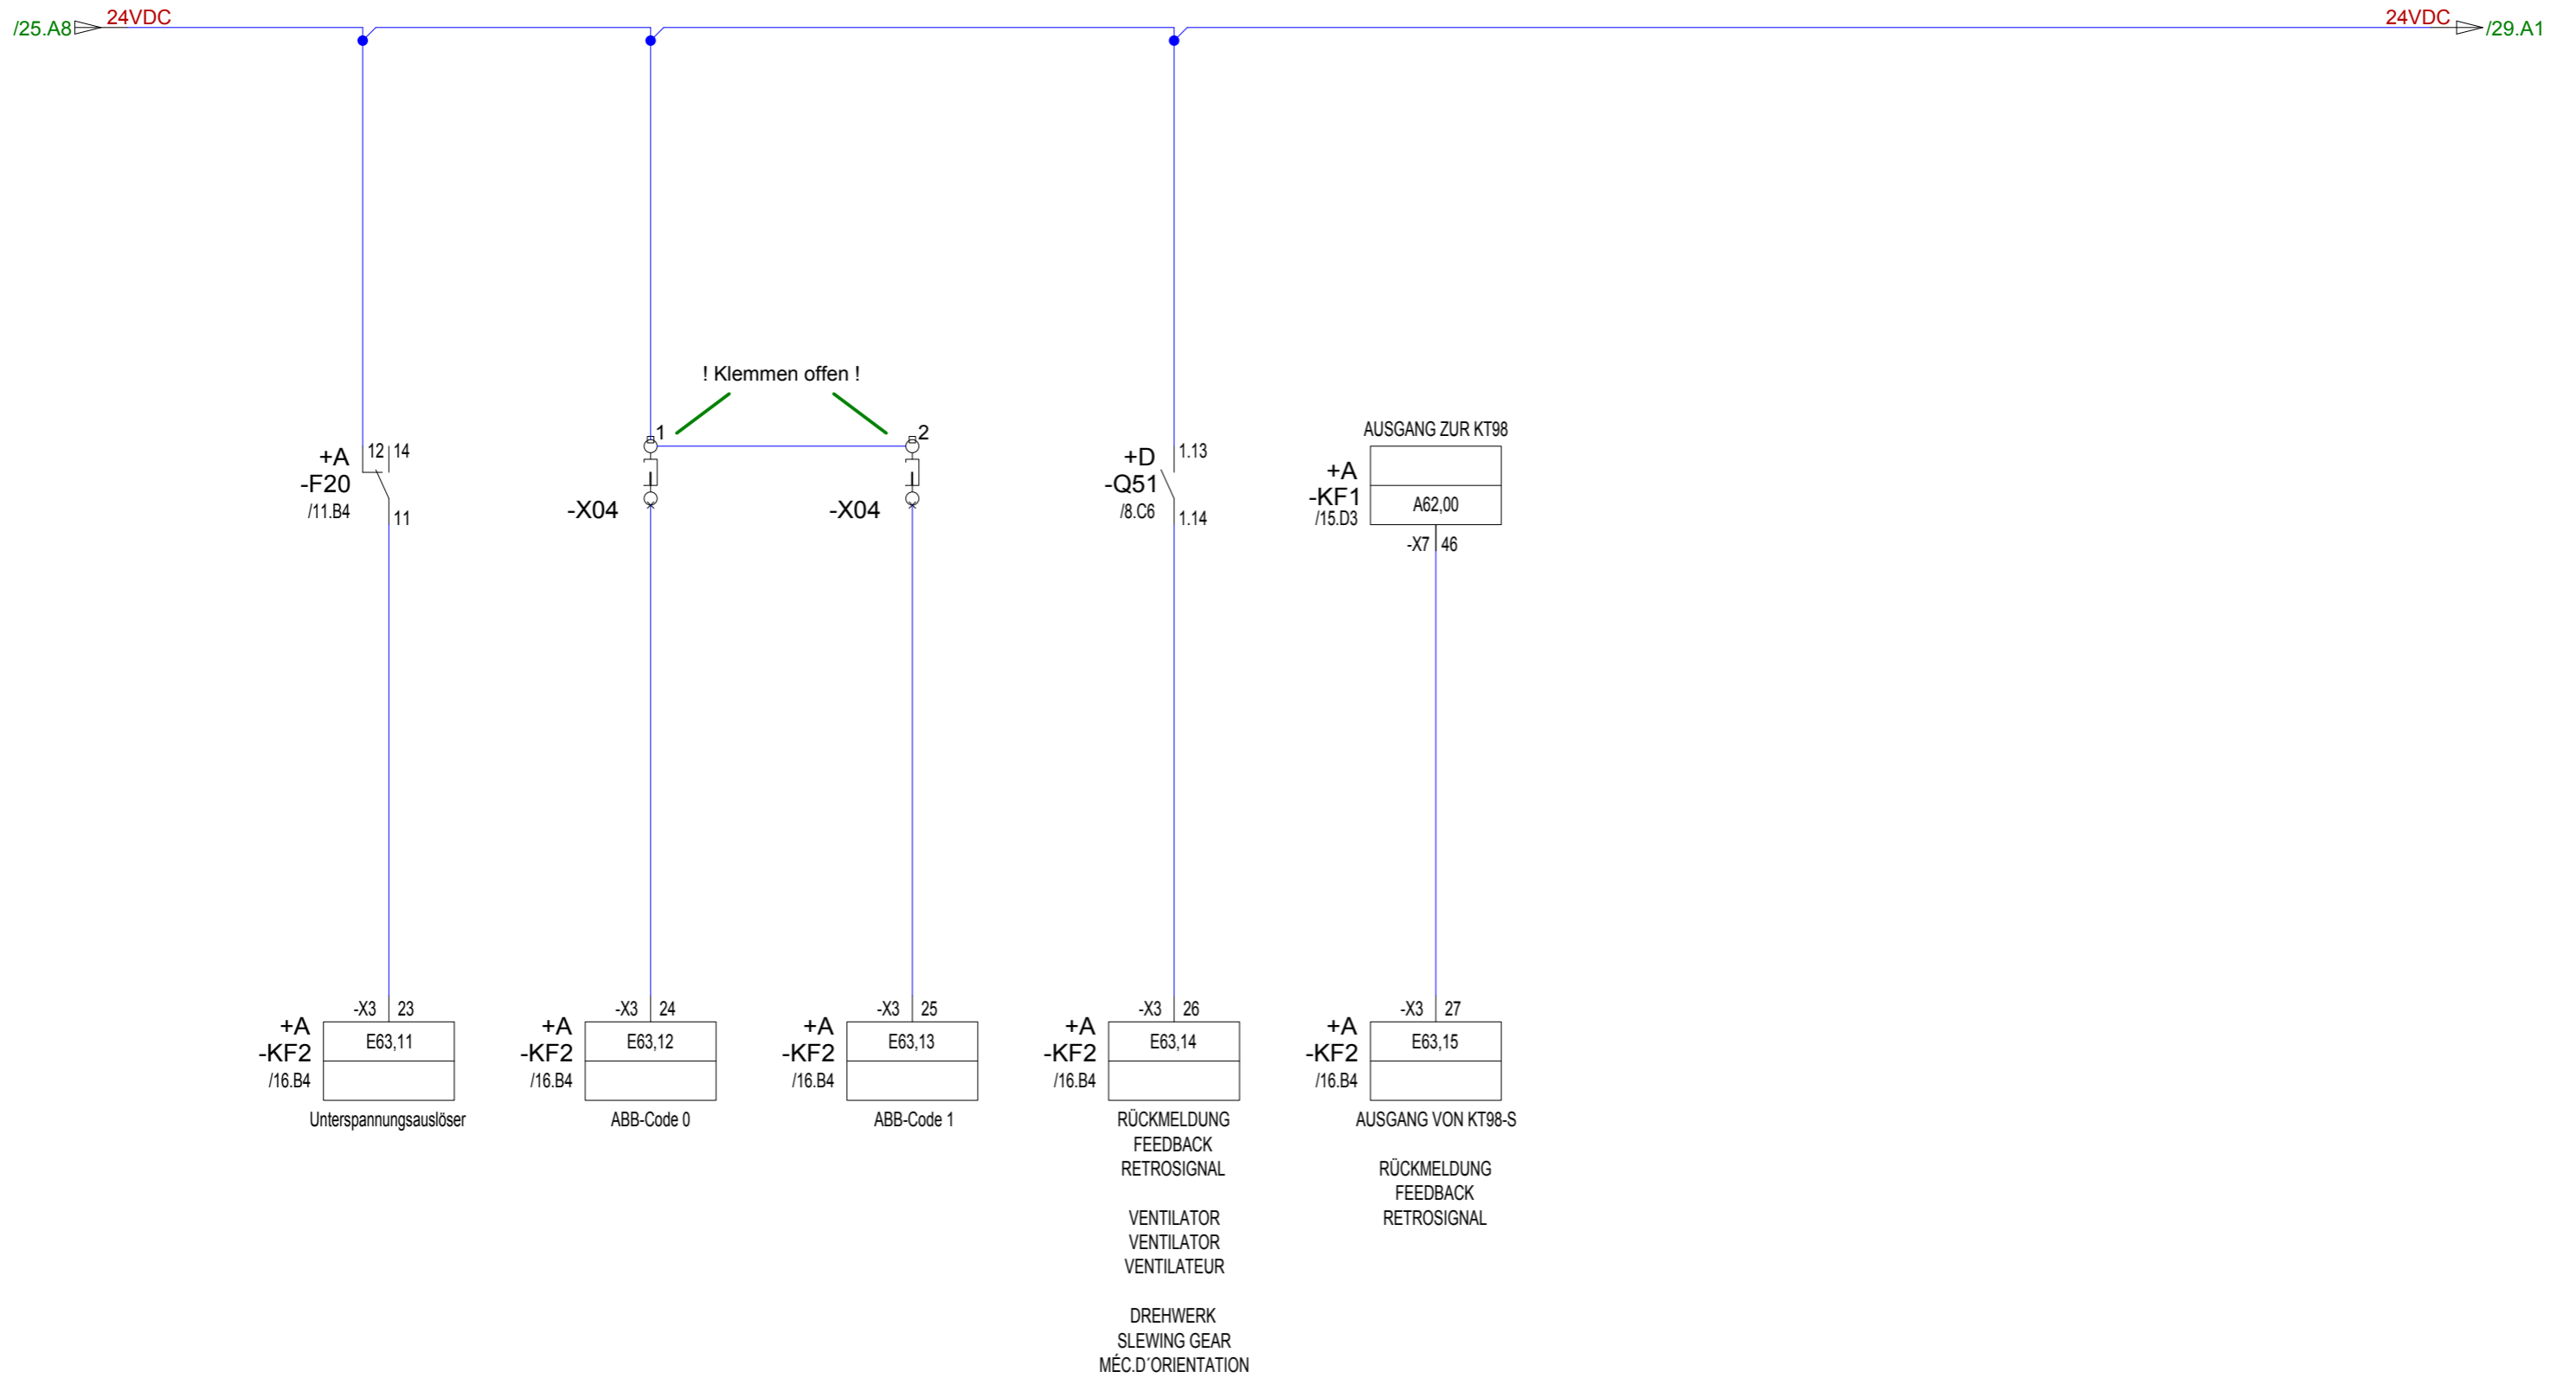 /25.A8 24VDC 24VDC /29.A1
! Klemmen offen !
1 2
AUSGANG ZUR KT98
+A 12 14
-F20
/11.B4 11
-X04
-X04
+D 1.13
-Q51
/8.C6 1.14
+A
-KF1 A62,00
/15.D3
-X7 46
-X3 23
+A E63,11
-KF2
/16.B4
Unterspannungsauslöser
-X3 24
+A E63,12
-KF2
/16.B4
ABB-Code 0
-X3 25
+A E63,13
-KF2
/16.B4
ABB-Code 1
-X3 26
+A E63,14
-KF2
/16.B4
RÜCKMELDUNG
FEEDBACK
RETROSIGNAL
VENTILATOR
VENTILATOR
VENTILATEUR
DREHWERK
SLEWING GEAR
MÉC.D´ORIENTATION
-X3 27
+A E63,15
-KF2
/16.B4
AUSGANG VON KT98-S
RÜCKMELDUNG
FEEDBACK
RETROSIGNAL